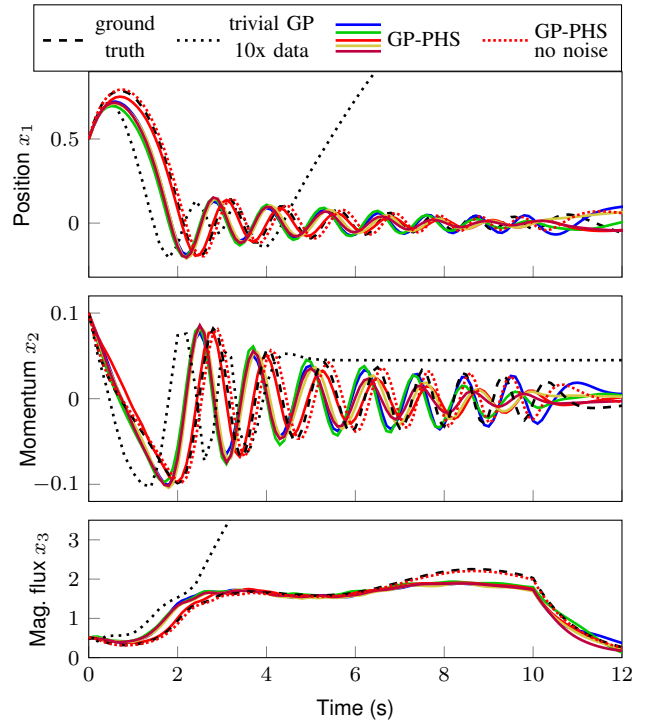 ground truth
trivial GP 10x data
GP-PHS
GP-PHS no noise
Position x₁
0.5
0
Momentum x₂
0.1
0
−0.1
Mag. flux x₃
3
2
1
0
0 2 4 6 8 10 12
Time (s)